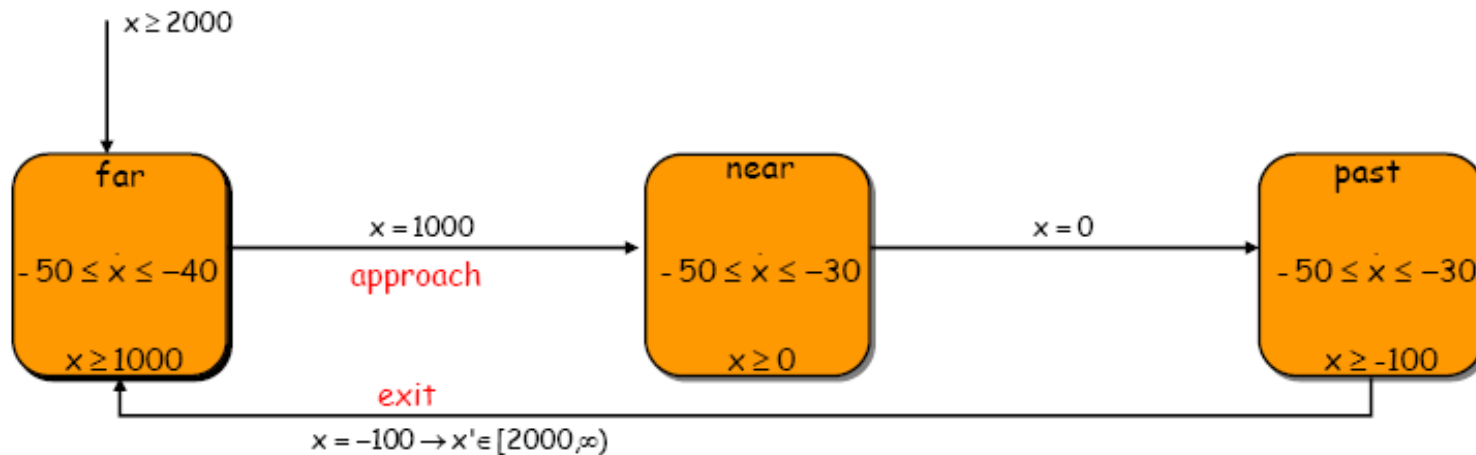 x ≥ 2000
far
- 50 ≤ ẋ ≤ −40
x ≥ 1000
x = 1000
approach
near
- 50 ≤ ẋ ≤ −30
x ≥ 0
x = 0
past
- 50 ≤ ẋ ≤ −30
x ≥ -100
exit
x = −100 → x' ∈ [2000,∞)